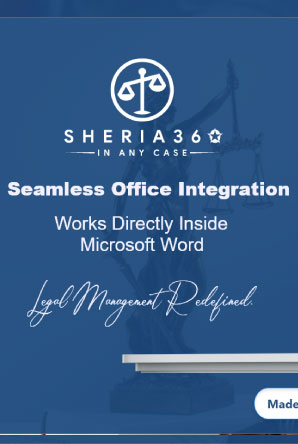 SHERIA360
IN ANY CASE
Seamless Office Integration
Works Directly Inside
Microsoft Word
Legal Management Redefined.
Made